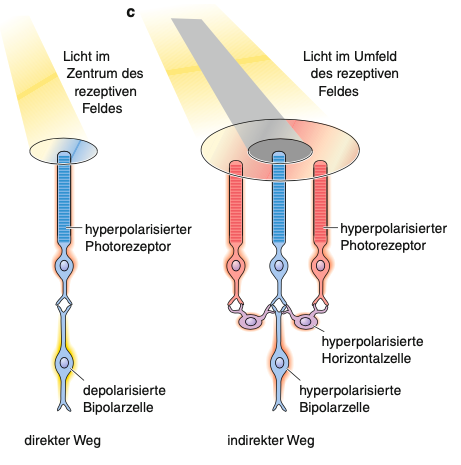 c
Licht im
Zentrum des
rezeptiven
Feldes
Licht im Umfeld
des rezeptiven
Feldes
hyperpolarisierter
Photorezeptor
hyperpolarisierter
Photorezeptor
hyperpolarisierte
Horizontalzelle
depolarisierte
Bipolarzelle
hyperpolarisierte
Bipolarzelle
direkter Weg
indirekter Weg